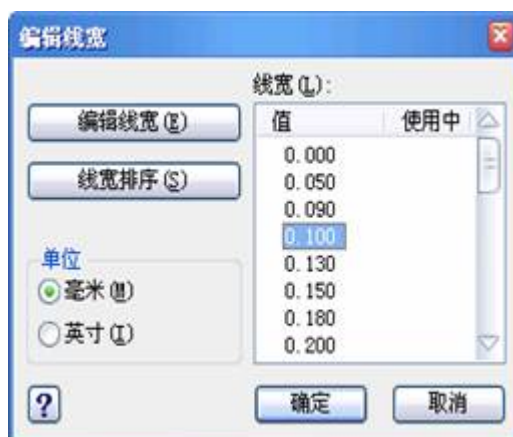 编辑线宽
线宽(L):
编辑线宽(E)
值 使用中
0.000
线宽排序(S)
0.050
0.090
0.100
单位
0.130
毫米(M)
0.150
0.180
英寸(I)
0.200
? 确定 取消